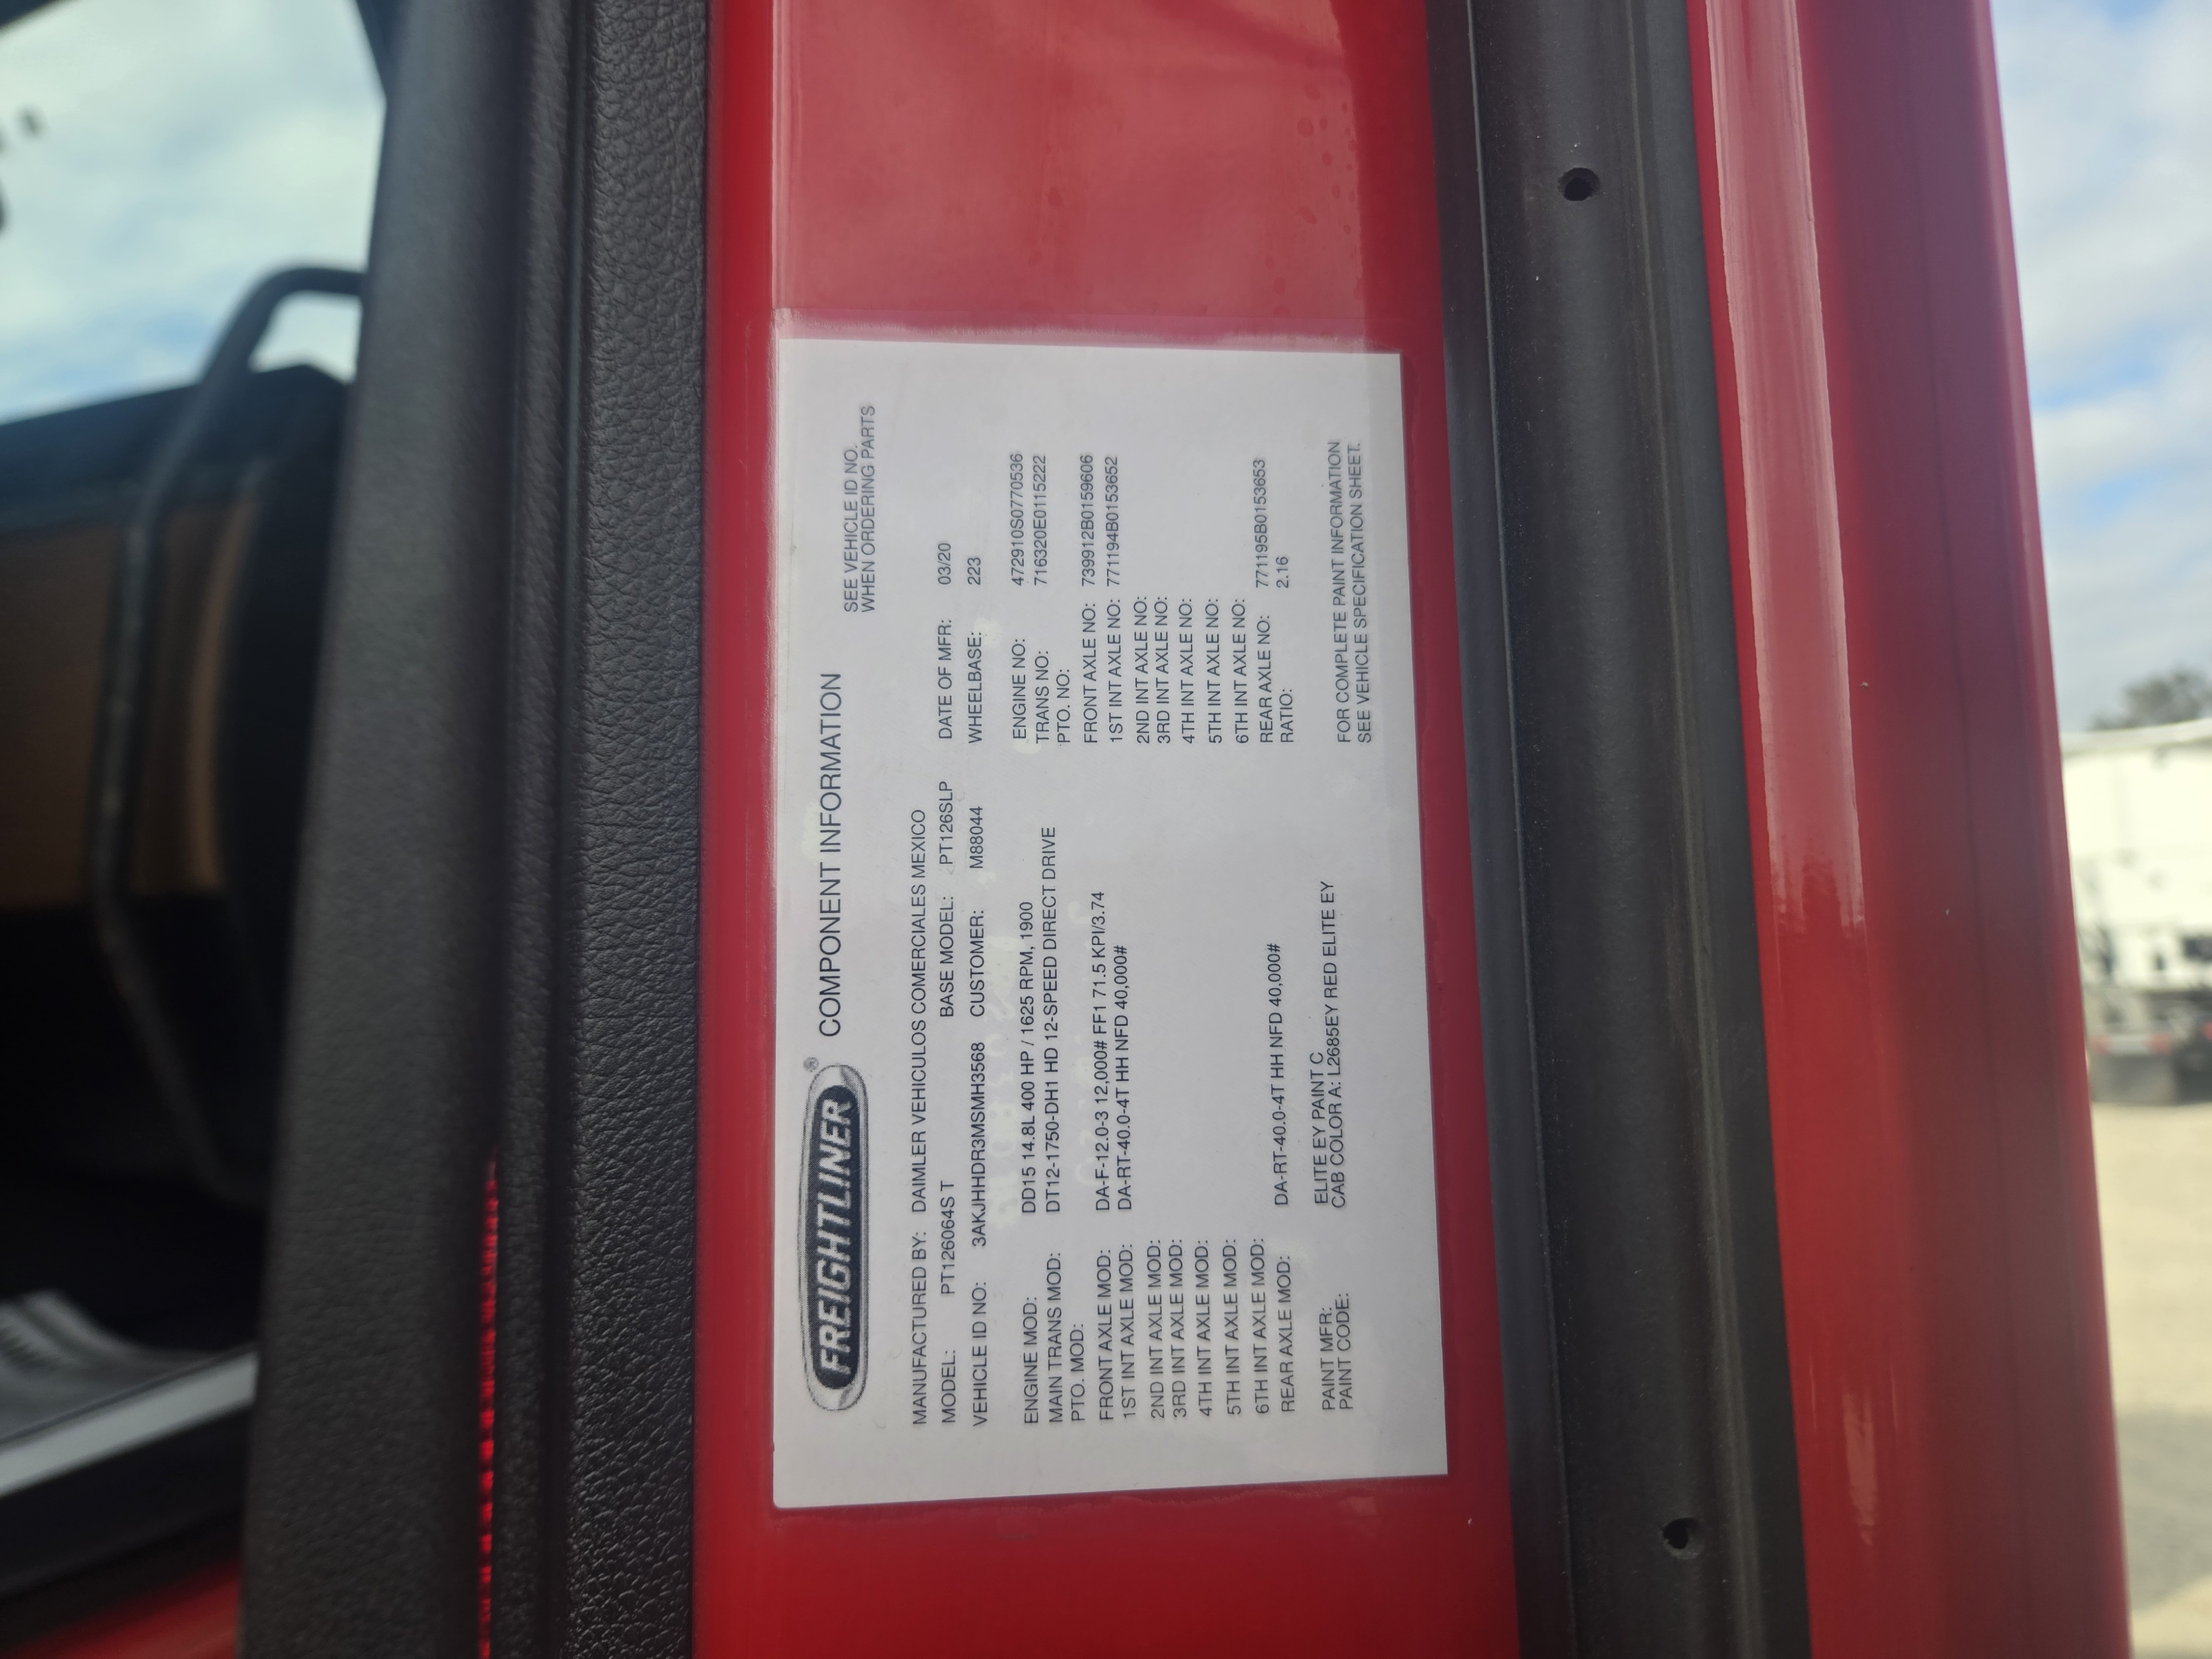 FREIGHTLINER® COMPONENT INFORMATION
SEE VEHICLE ID NO.
WHEN ORDERING PARTS
MANUFACTURED BY: DAIMLER VEHICULOS COMERCIALES MEXICO
MODEL: PT126064S T BASE MODEL: PT126SLP DATE OF MFR: 03/20
VEHICLE ID NO: 3AKJHHDR3MSMH3568 CUSTOMER: M88044 WHEELBASE: 223
ENGINE MOD: DD15 14.8L 400 HP / 1625 RPM, 1900 ENGINE NO: 472910S0770536
MAIN TRANS MOD: DT12-1750-DH1 HD 12-SPEED DIRECT DRIVE TRANS NO: 716320E0115222
PTO. MOD: PTO. NO:
FRONT AXLE MOD: DA-F-12.0-3 12,000# FF1 71.5 KPI/3.74 FRONT AXLE NO: 739912B0159606
1ST INT AXLE MOD: DA-RT-40.0-4T HH NFD 40,000# 1ST INT AXLE NO: 771194B0153652
2ND INT AXLE MOD: 2ND INT AXLE NO:
3RD INT AXLE MOD: 3RD INT AXLE NO:
4TH INT AXLE MOD: 4TH INT AXLE NO:
5TH INT AXLE MOD: 5TH INT AXLE NO:
6TH INT AXLE MOD: 6TH INT AXLE NO:
REAR AXLE MOD: DA-RT-40.0-4T HH NFD 40,000# REAR AXLE NO: 771195B0153653
RATIO: 2.16
PAINT MFR: ELITE EY PAINT C
PAINT CODE: CAB COLOR A: L2685EY RED ELITE EY
FOR COMPLETE PAINT INFORMATION
SEE VEHICLE SPECIFICATION SHEET.